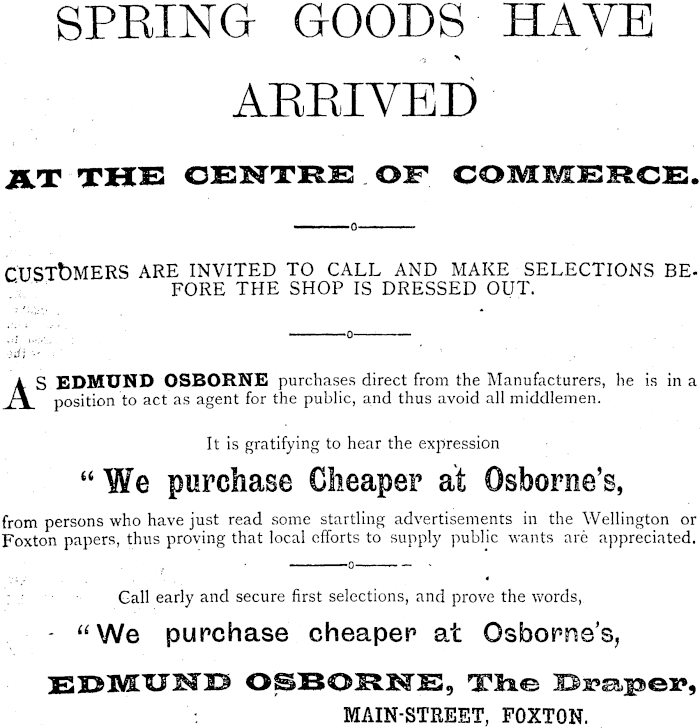 SPRING GOODS HAVE
ARRIVED
AT THE CENTRE OF COMMERCE.
CUSTOMERS ARE INVITED TO CALL AND MAKE SELECTIONS BE-
FORE THE SHOP IS DRESSED OUT.
AS EDMUND OSBORNE purchases direct from the Manufacturers, he is in a
position to act as agent for the public, and thus avoid all middlemen.
It is gratifying to hear the expression
"We purchase Cheaper at Osborne's,
from persons who have just read some startling advertisements in the Wellington or
Foxton papers, thus proving that local efforts to supply public wants are appreciated.
Call early and secure first selections, and prove the words,
"We purchase cheaper at Osborne's,
EDMUND OSBORNE, The Draper,
MAIN-STREET, FOXTON.